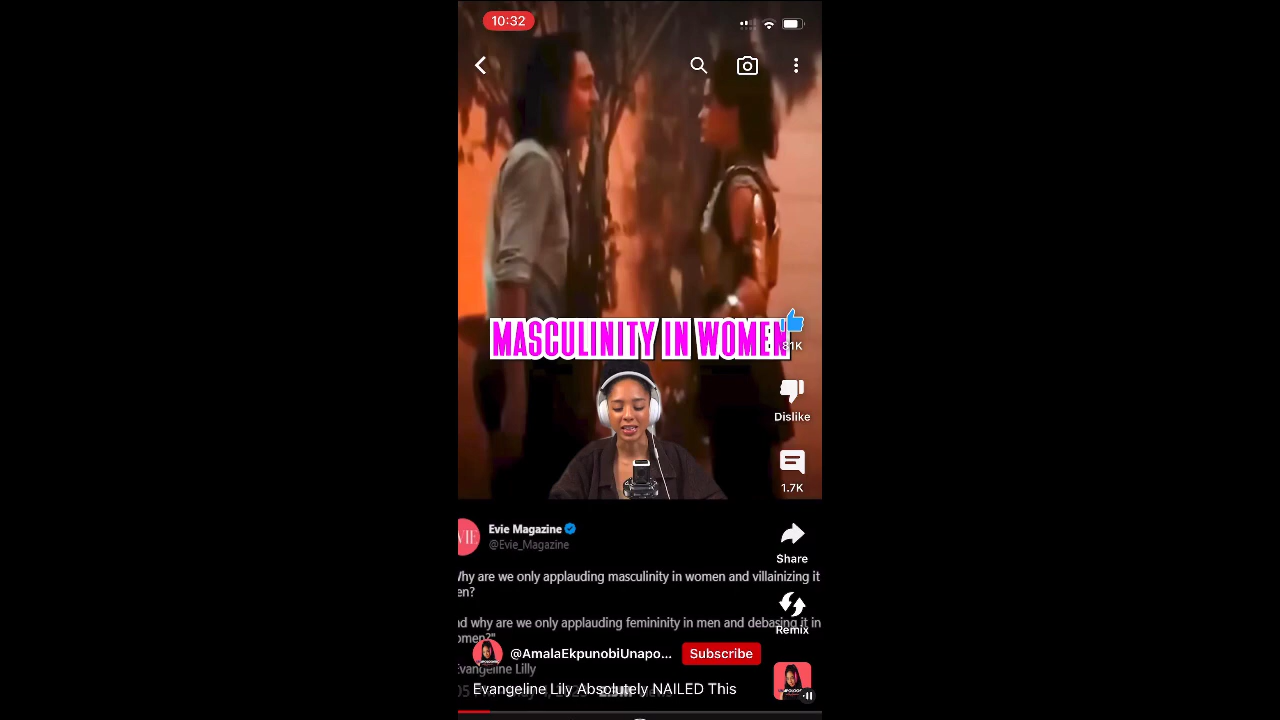 10:32
MASCULINITY IN WOMEN
81K
Dislike
1.7K
Evie Magazine
@Evie_Magazine
Share
hy are we only applauding masculinity in women and villainizing it
en?
Remix
nd why are we only applauding femininity in men and debasing it in
omen?"
@AmalaEkpunobiUnapo...
Subscribe
Evangeline Lilly
Evangeline Lily Absolutely NAILED This